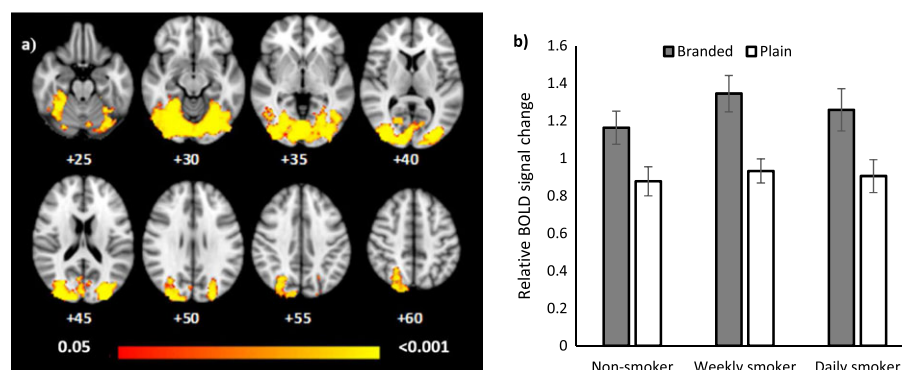 a)
+25 +30 +35 +40
+45 +50 +55 +60
0.05 <0.001
b)
Branded Plain
Relative BOLD signal change
1.6
1.4
1.2
1
0.8
0.6
0.4
0.2
0
Non-smoker Weekly smoker Daily smoker